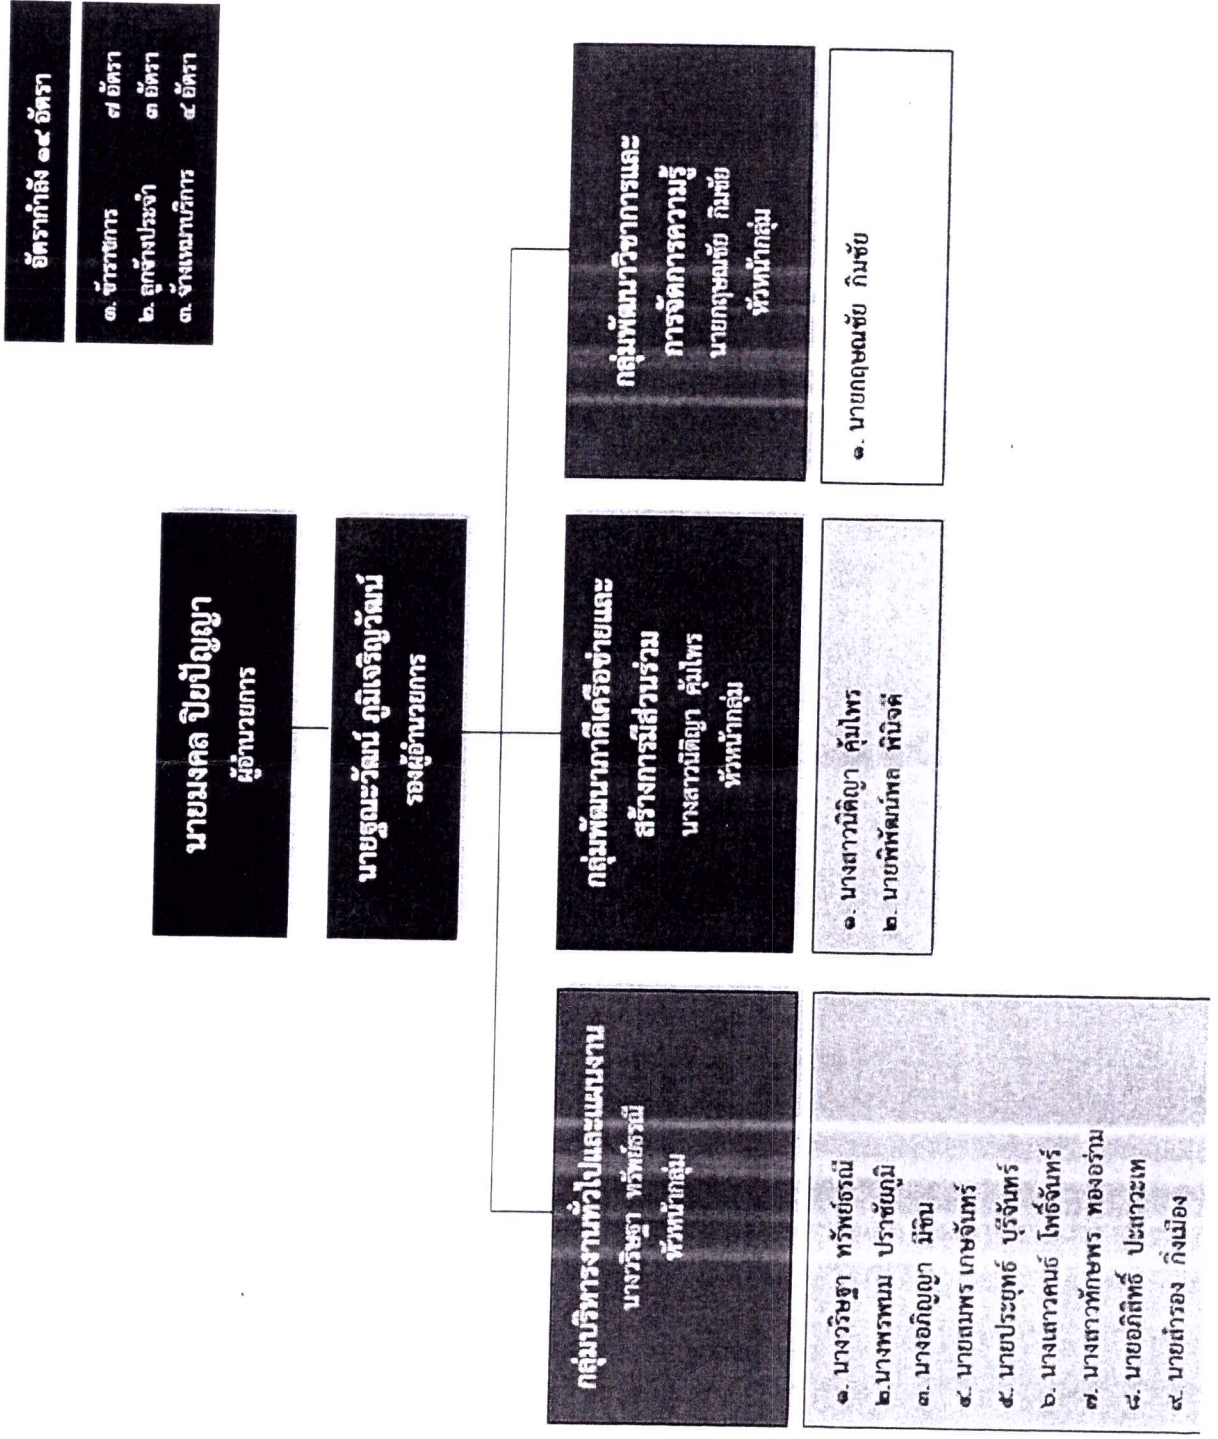 อัตรากำลัง ๑๔ อัตรา
๑. ข้าราชการ ๗ อัตรา
๒. ลูกจ้างประจำ ๓ อัตรา
๓. จ้างเหมาบริการ ๔ อัตรา
นายมงคล ปิยปัญญา
ผู้อำนวยการ
นายฐณะวัฒน์ ภูมิเจริญวัฒน์
รองผู้อำนวยการ
กลุ่มบริหารงานทั่วไปและแผนงาน
นางวริษฐา ทรัพย์ธรณี
หัวหน้ากลุ่ม
๑. นางวริษฐา ทรัพย์ธรณี
๒.นางพรพนม ปราชัยภูมิ
๓. นางอภิญญา มีชิน
๔. นายสมพร เกษจันทร์
๕. นายประยุทธ์ บุรีจันทร์
๖. นางเสาวคนธ์ โพธิ์จันทร์
๗. นางสาวทักษพร ทองอร่าม
๘. นายอภิสิทธิ์ ปะสาวะเท
๙. นายสำรอง กิ่งเมือง
กลุ่มพัฒนาภาคีเครือข่ายและ
สร้างการมีส่วนร่วม
นางสาวนิติญา คุ้มไพร
หัวหน้ากลุ่ม
๑. นางสาวนิติญา คุ้มไพร
๒. นายพิพัฒน์พล พินิจดี
กลุ่มพัฒนาวิชาการและ
การจัดการความรู้
นายกฤษณชัย กิมชัย
หัวหน้ากลุ่ม
๑. นายกฤษณชัย กิมชัย